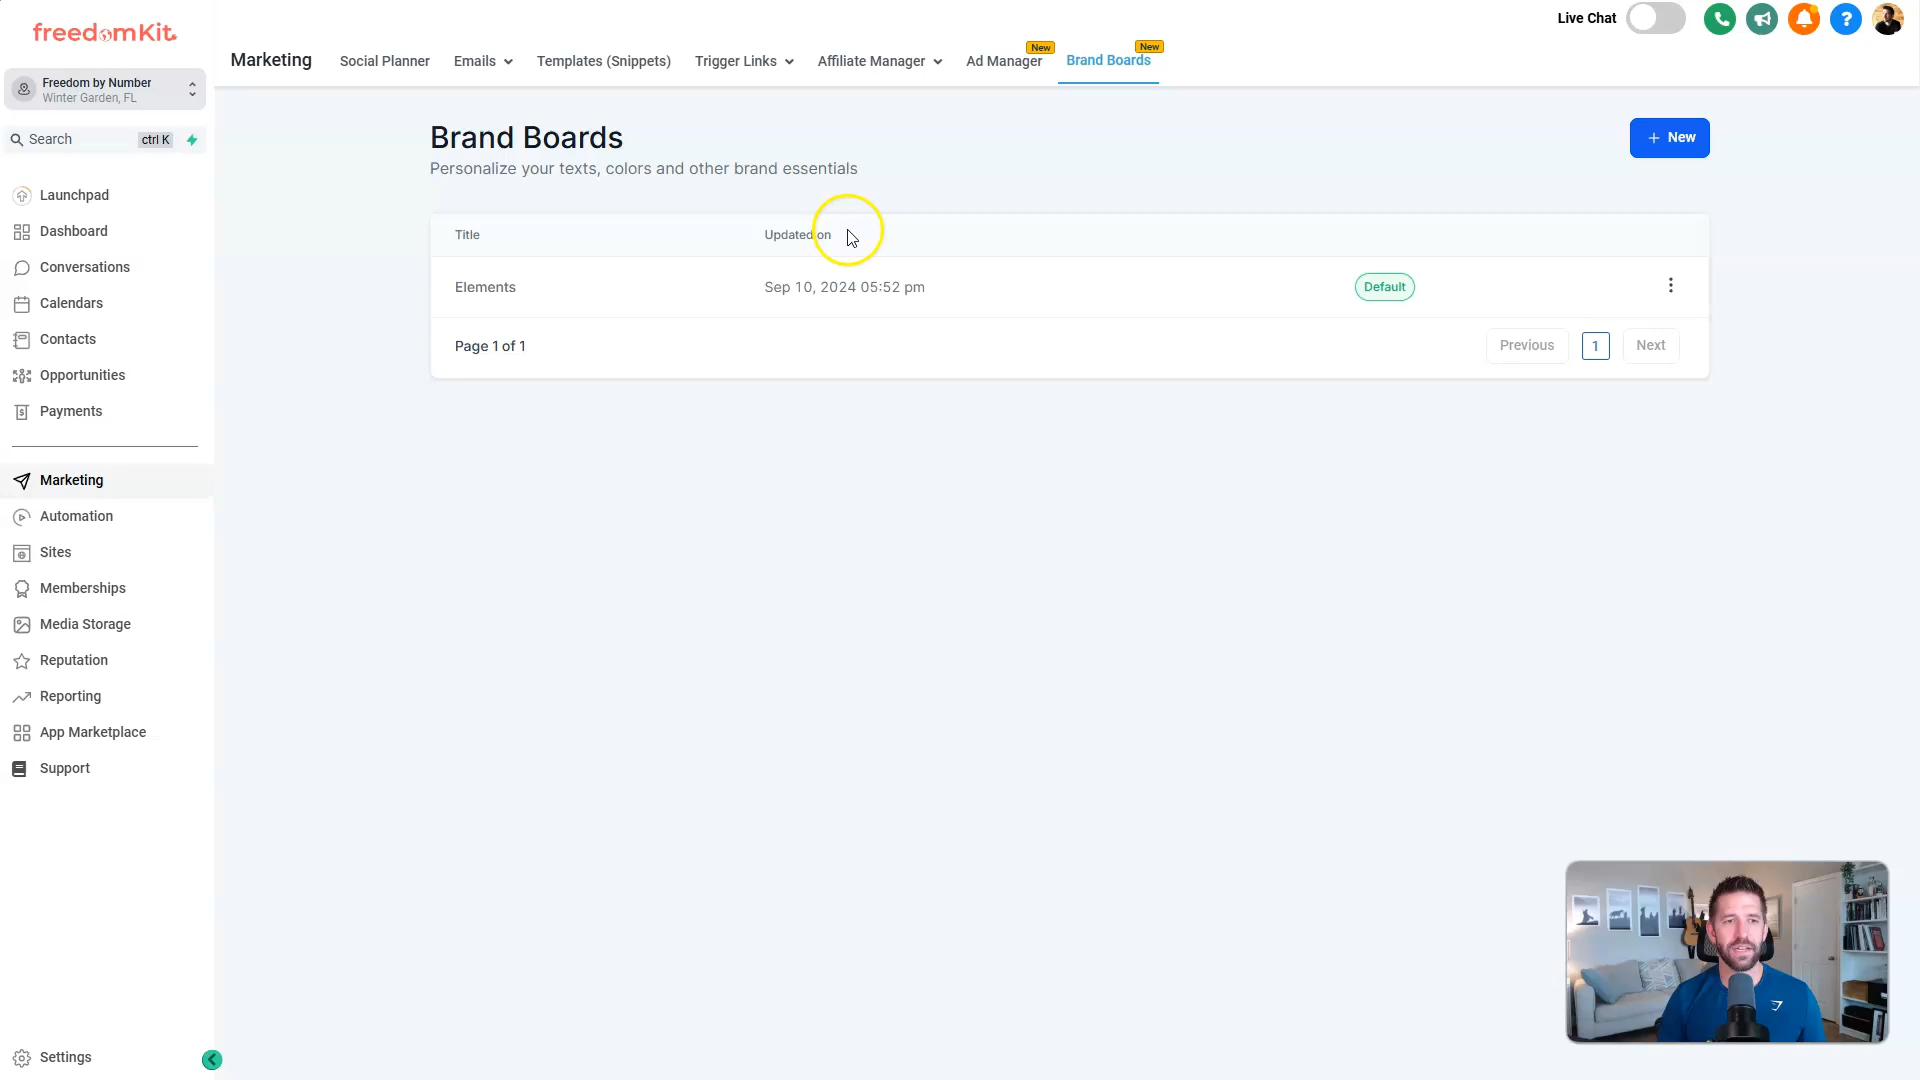 freedomKit.
Freedom by Number
Winter Garden, FL
Search
ctrl K
Launchpad
Dashboard
Conversations
Calendars
Contacts
Opportunities
Payments
Marketing
Automation
Sites
Memberships
Media Storage
Reputation
Reporting
App Marketplace
Support
Settings
Live Chat
Marketing
Social Planner
Emails
Templates (Snippets)
Trigger Links
Affiliate Manager
Ad Manager
New
Brand Boards
New
Brand Boards
Personalize your texts, colors and other brand essentials
+ New
Title
Updated on
Elements
Sep 10, 2024 05:52 pm
Default
Page 1 of 1
Previous
1
Next